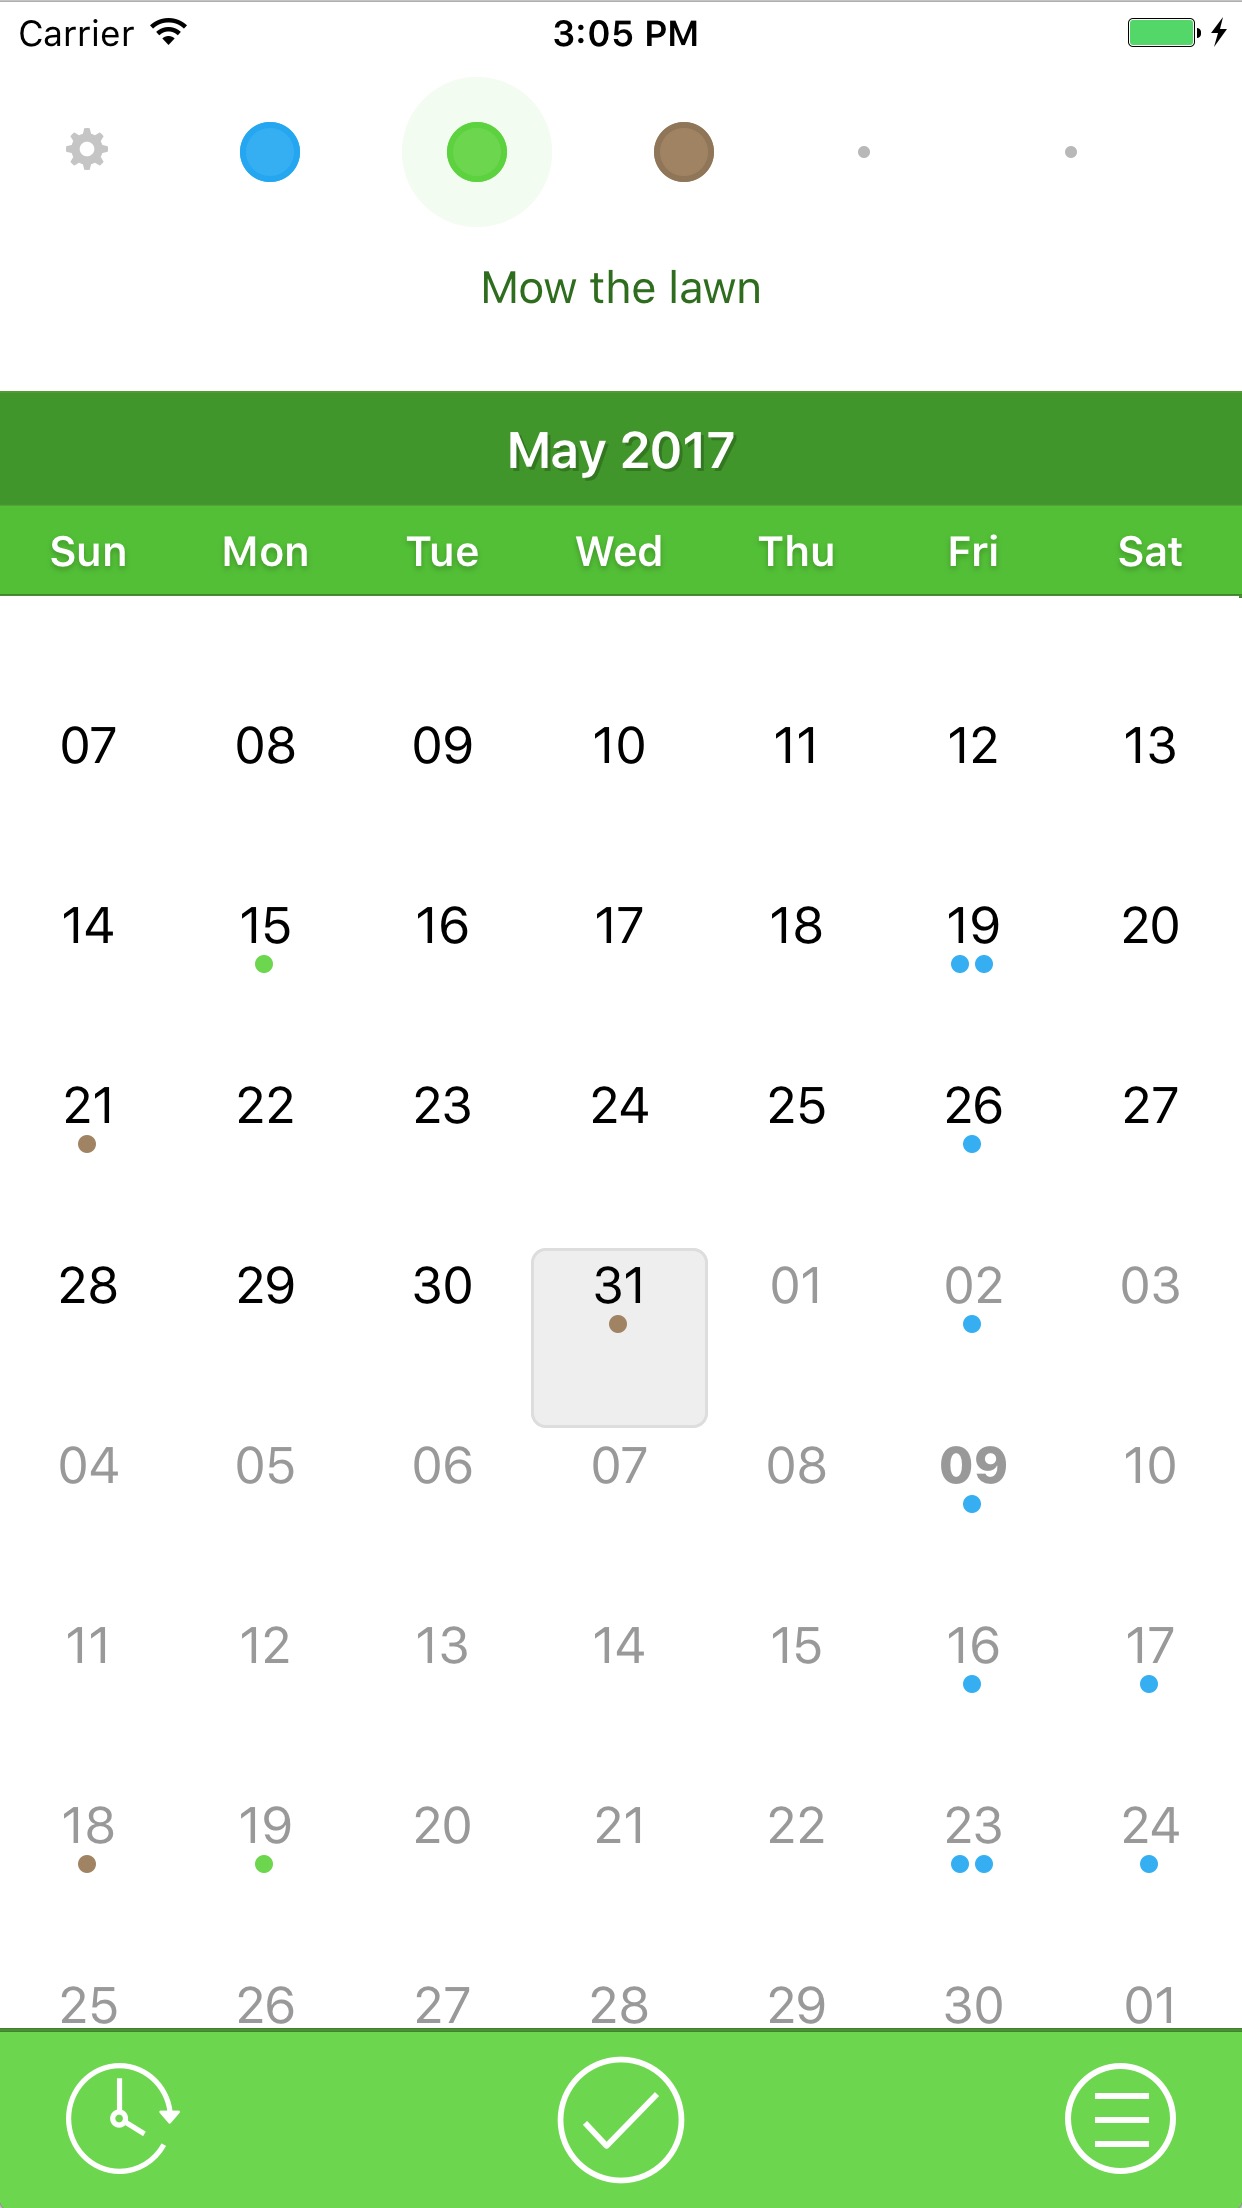 Carrier 3:05 PM
Mow the lawn
May 2017
Sun Mon Tue Wed Thu Fri Sat
07 08 09 10 11 12 13
14 15 16 17 18 19 20
21 22 23 24 25 26 27
28 29 30 31 01 02 03
04 05 06 07 08 09 10
11 12 13 14 15 16 17
18 19 20 21 22 23 24
25 26 27 28 29 30 01